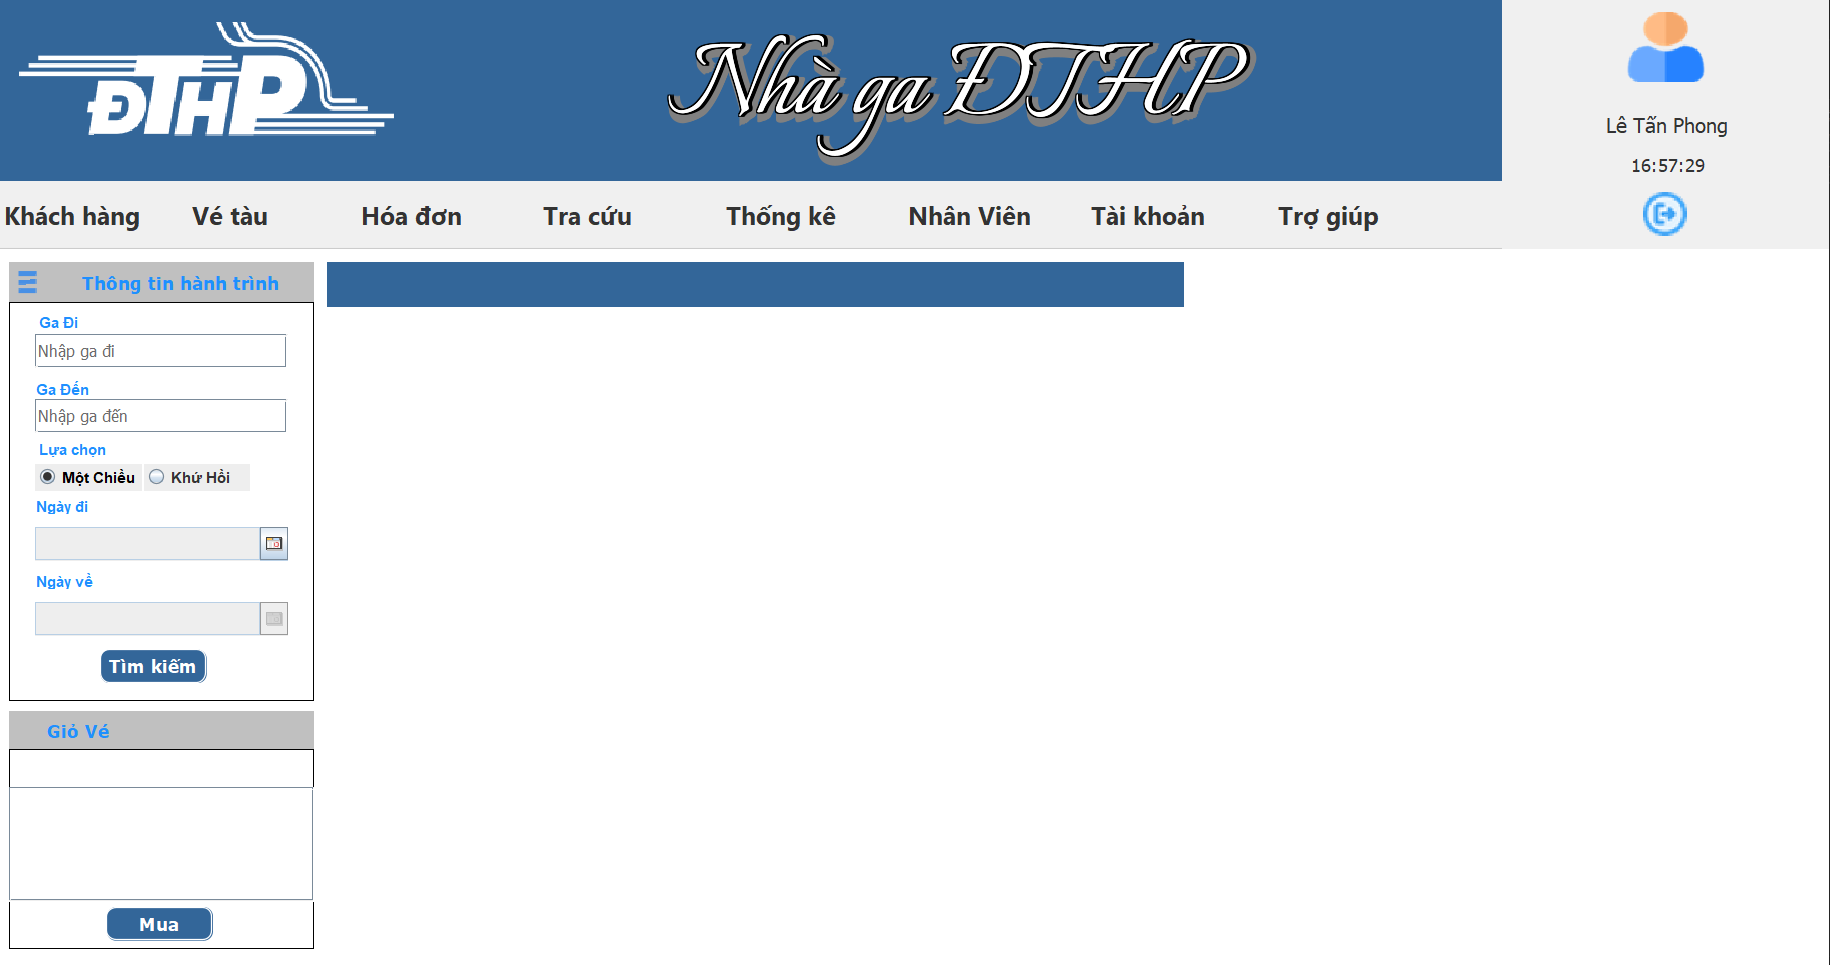 ĐTHP
Nhà ga ĐTHP
Lê Tấn Phong
16:57:29
Khách hàng Vé tàu Hóa đơn Tra cứu Thống kê Nhân Viên Tài khoản Trợ giúp
Thông tin hành trình
Ga Đi
Nhập ga đi
Ga Đến
Nhập ga đến
Lựa chọn
Một Chiều Khứ Hồi
Ngày đi
Ngày về
Tìm kiếm
Giỏ Vé
Mua